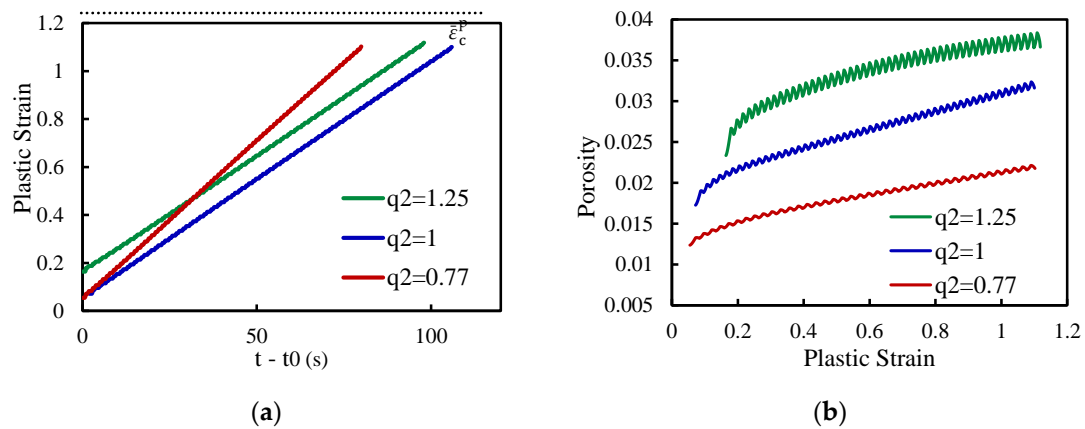 1.2
1
0.8
0.6
0.4
0.2
0
Plastic Strain
0 50 100
t - t0 (s)
ε̄ᵖ_c
q2=1.25
q2=1
q2=0.77
(a)
0.04
0.035
0.03
0.025
0.02
0.015
0.01
0.005
Porosity
0 0.2 0.4 0.6 0.8 1 1.2
Plastic Strain
q2=1.25
q2=1
q2=0.77
(b)